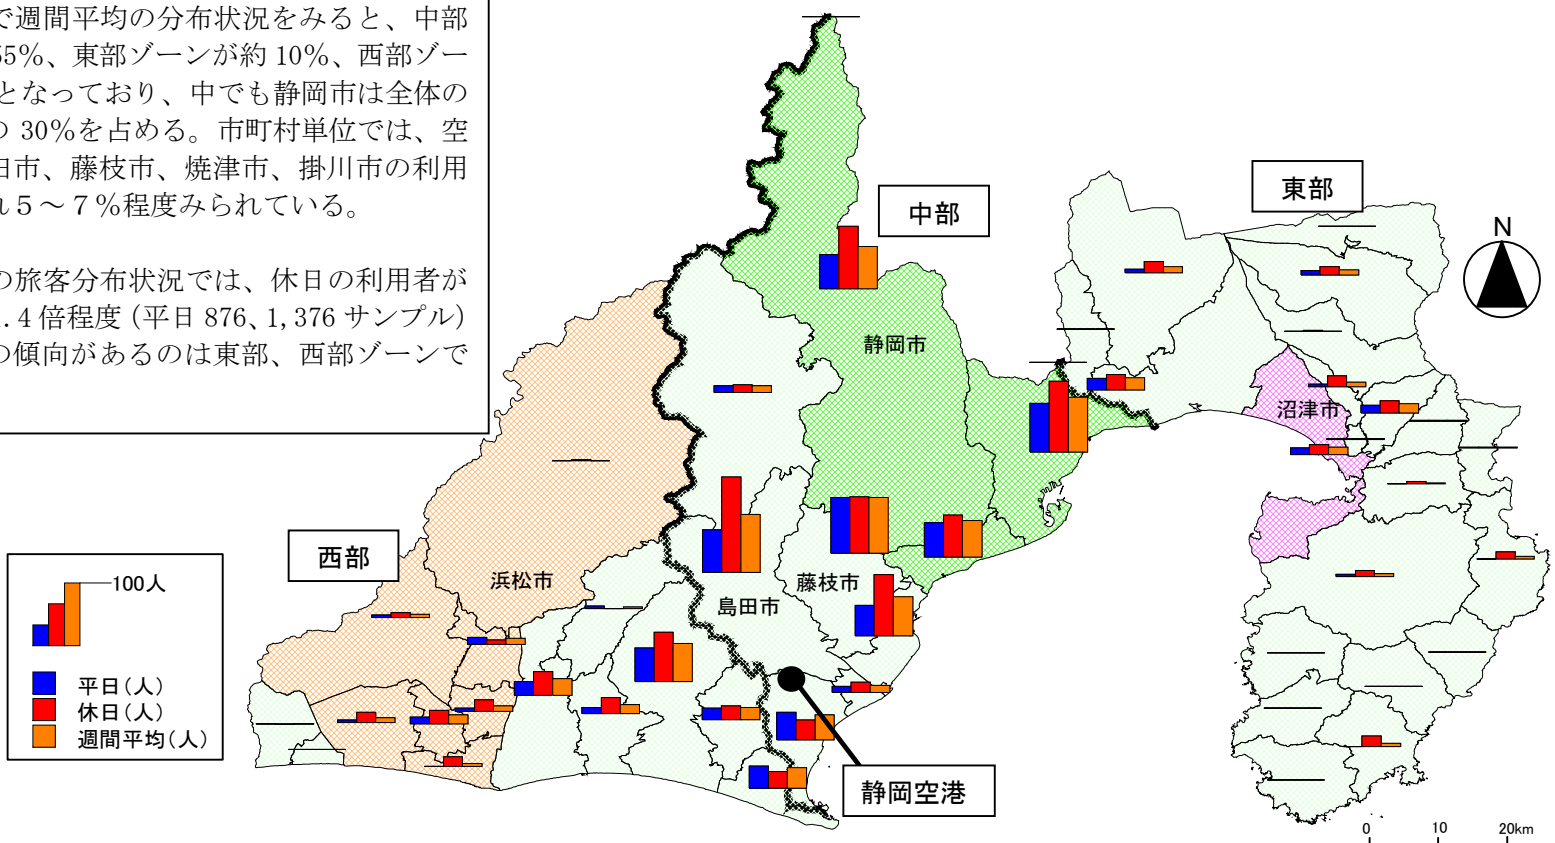 で週間平均の分布状況をみると、中部
55%、東部ゾーンが約 10%、西部ゾー
となっており、中でも静岡市は全体の
30%を占める。市町村単位では、空
田市、藤枝市、焼津市、掛川市の利用
れ５～７%程度みられている。
の旅客分布状況では、休日の利用者が
.４倍程度（平日 876、1,376 サンプル）
の傾向があるのは東部、西部ゾーンで
東部
中部
N
静岡市
沼津市
西部
浜松市
藤枝市
島田市
100人
平日(人)
休日(人)
週間平均(人)
静岡空港
0 10 20km